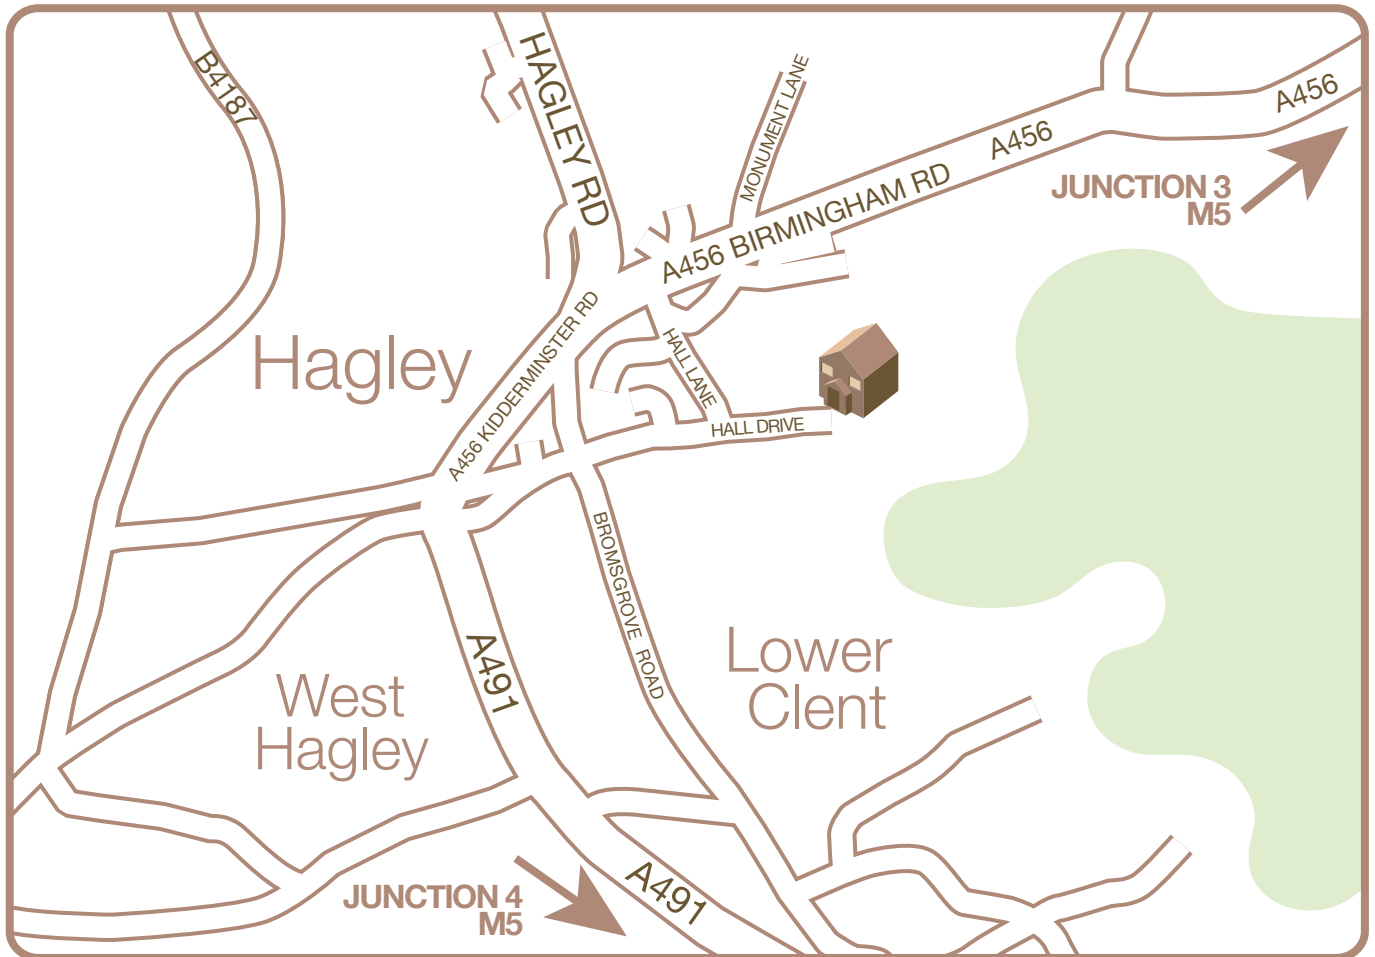 B4187
HAGLEY RD
MONUMENT LANE
A456
A456
JUNCTION 3
M5
A456 BIRMINGHAM RD
Hagley
A456 KIDDERMINSTER RD
HALL LANE
HALL DRIVE
BROMSGROVE ROAD
A491
Lower
Clent
West
Hagley
JUNCTION 4
M5
A491